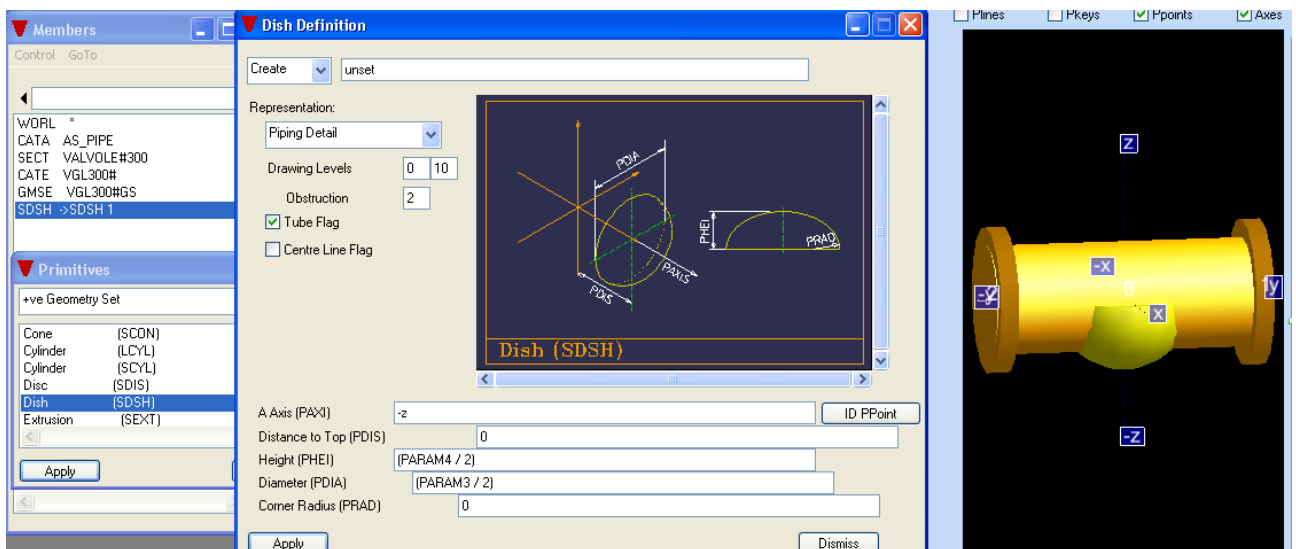 Members
Control GoTo
WORL *
CATA AS_PIPE
SECT VALVOLE#300
CATE VGL300#
GMSE VGL300#GS
SDSH ->SDSH 1
Primitives
+ve Geometry Set
Cone (SCON)
Cylinder (LCYL)
Cylinder (SCYL)
Disc (SDIS)
Dish (SDSH)
Extrusion (SEXT)
Apply
Dish Definition
Create unset
Representation:
Piping Detail
Drawing Levels 0 10
Obstruction 2
Tube Flag
Centre Line Flag
PDIA
PAXIS
PDIS
PHEI
PRAD
Dish (SDSH)
A Axis (PAXI) -z ID PPoint
Distance to Top (PDIS) 0
Height (PHEI) (PARAM4 / 2)
Diameter (PDIA) (PARAM3 / 2)
Corner Radius (PRAD) 0
Apply Dismiss
Plines Pkeys Ppoints Axes
Z
-X
1y
X
-Z